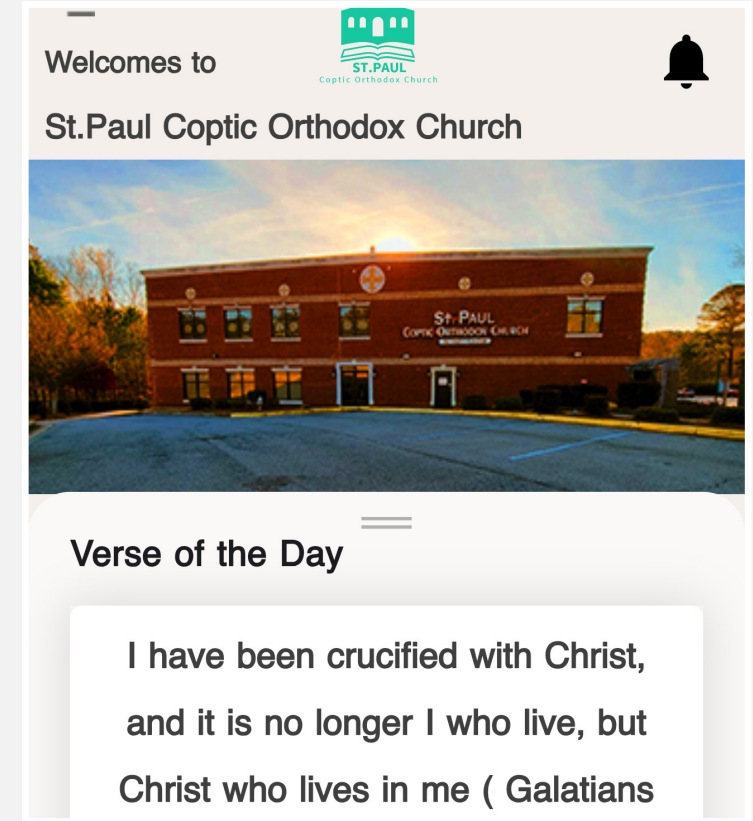 Welcomes to
ST.PAUL
Coptic Orthodox Church
St.Paul Coptic Orthodox Church
ST. PAUL
COPTIC ORTHODOX CHURCH
Verse of the Day
I have been crucified with Christ,
and it is no longer I who live, but
Christ who lives in me ( Galatians